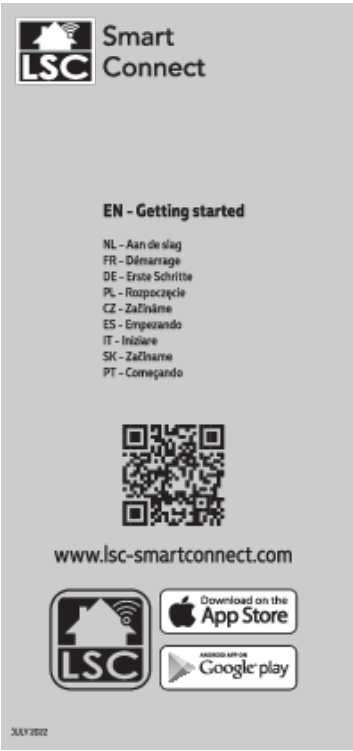 LSC
Smart
Connect
EN - Getting started
NL - Aan de slag
FR - Démarrage
DE - Erste Schritte
PL - Rozpoczęcie
CZ - Začínáme
ES - Empezando
IT - Iniziare
SK - Začíname
PT - Começando
www.lsc-smartconnect.com
LSC
Download on the
App Store
ANDROID APP ON
Google play
JULY 2022